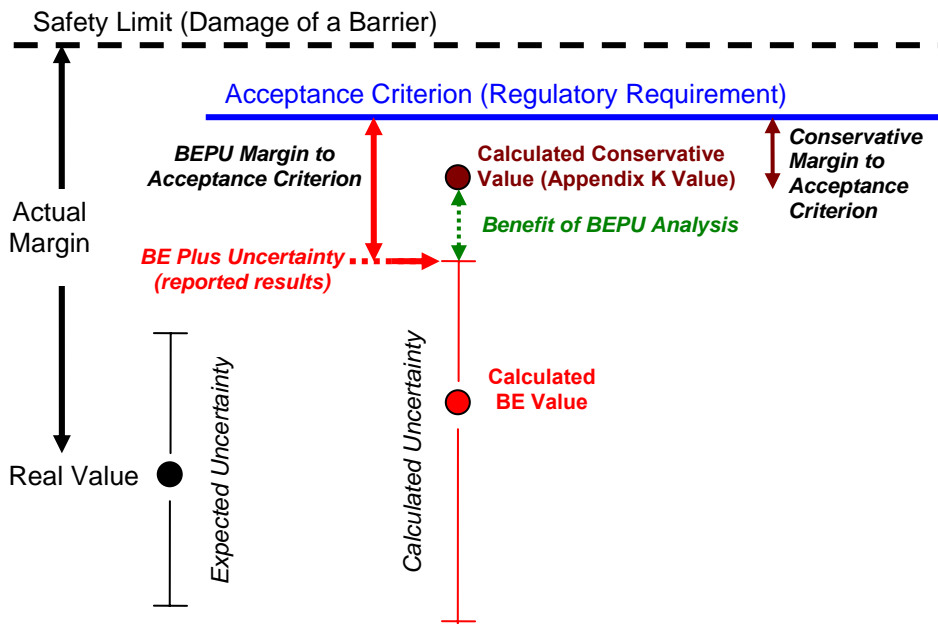 Safety Limit (Damage of a Barrier)
Acceptance Criterion (Regulatory Requirement)
BEPU Margin to
Acceptance Criterion
Calculated Conservative
Value (Appendix K Value)
Conservative
Margin to
Acceptance
Criterion
Actual
Margin
Benefit of BEPU Analysis
BE Plus Uncertainty
(reported results)
Expected Uncertainty
Calculated Uncertainty
Calculated
BE Value
Real Value